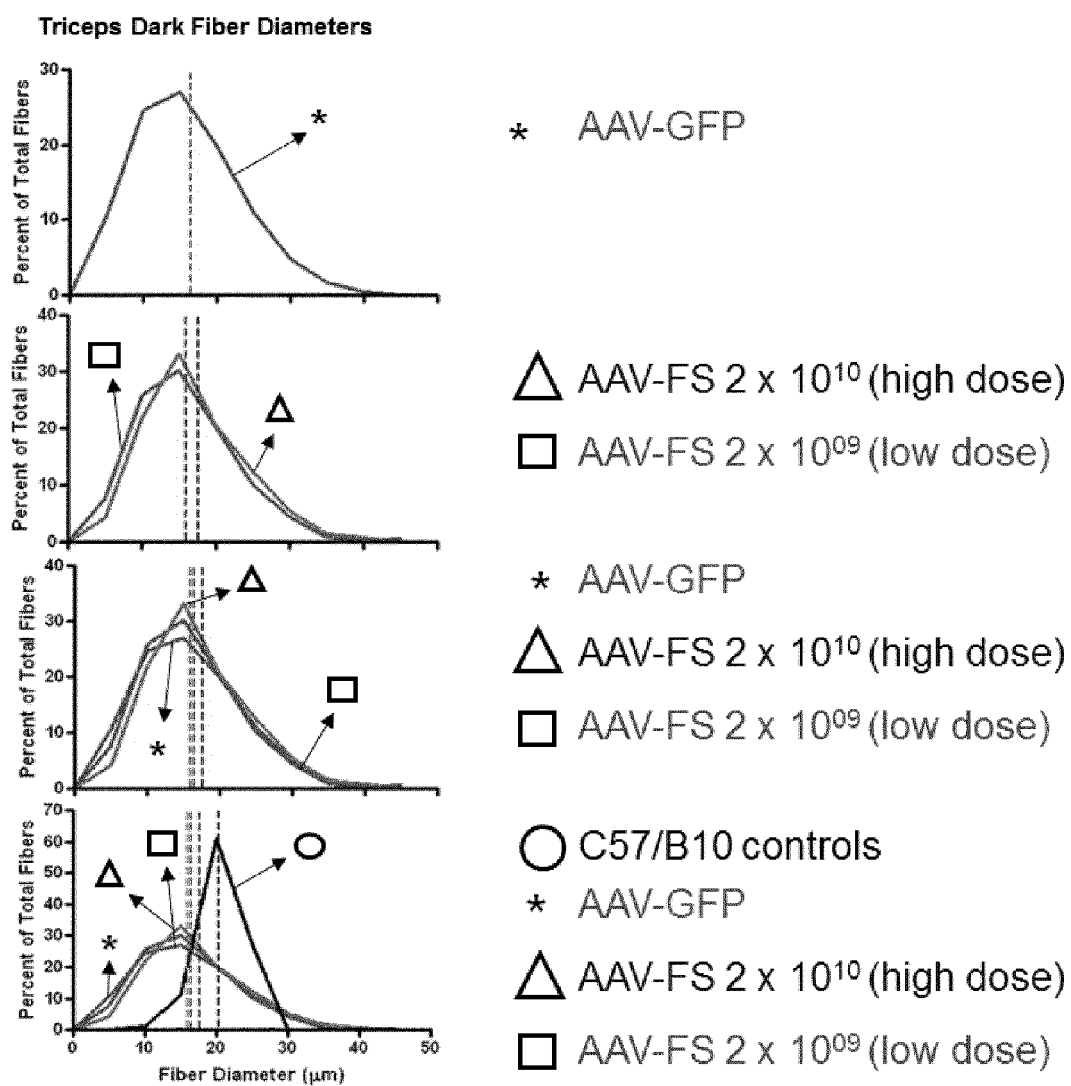 Triceps Dark Fiber Diameters
Percent of Total Fibers
30
20
10
0
*
* AAV-GFP
Percent of Total Fibers
40
30
20
10
0
AAV-FS 2 x 10¹⁰ (high dose)
AAV-FS 2 x 10⁰⁹ (low dose)
Percent of Total Fibers
40
30
20
10
0
*
* AAV-GFP
AAV-FS 2 x 10¹⁰ (high dose)
AAV-FS 2 x 10⁰⁹ (low dose)
Percent of Total Fibers
70
60
50
40
30
20
10
0
*
C57/B10 controls
* AAV-GFP
AAV-FS 2 x 10¹⁰ (high dose)
AAV-FS 2 x 10⁰⁹ (low dose)
0 10 20 30 40 50
Fiber Diameter (μm)